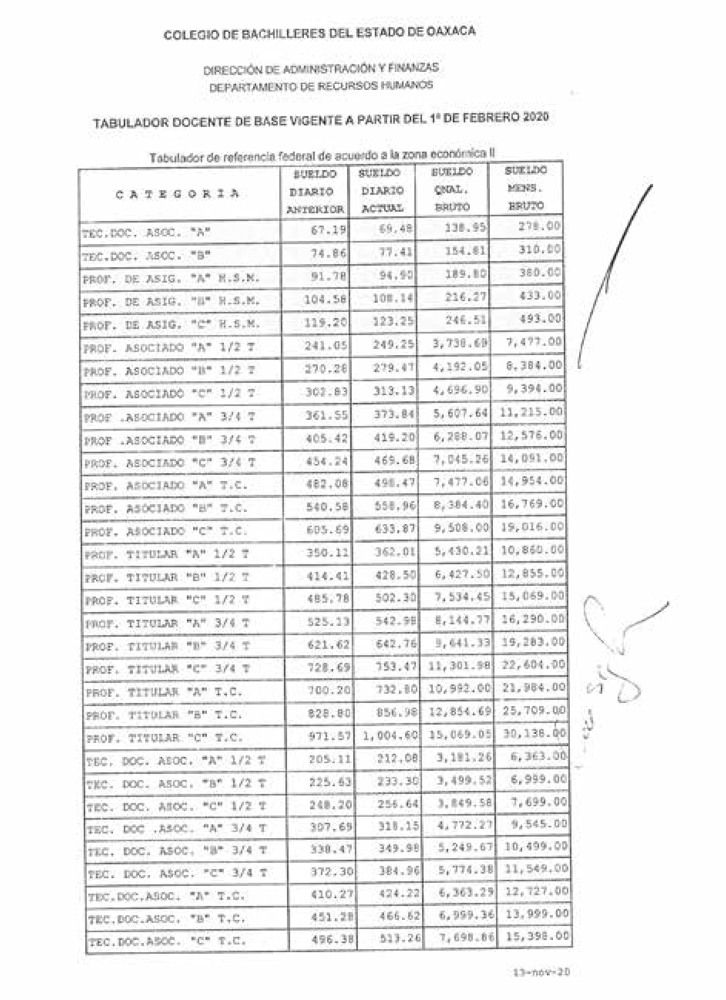 COLEGIO DE BACHILLERES DEL ESTADO DE OAXACA
DIRECCIÓN DE ADMINISTRACIÓN Y FINANZAS
DEPARTAMENTO DE RECURSOS HUMANOS
TABULADOR DOCENTE DE BASE VIGENTE A PARTIR DEL 1ª DE FEBRERO 2020
Tabulador de referencia federal de acuerdo a la zona económica II
C A T E G O R I A SUELDO DIARIO ANTERIOR SUELDO DIARIO ACTUAL SUELDO QNAL. BRUTO SUELDO MENS. BRUTO
TEC.DOC. ASOC. "A" 67.19 69.48 138.95 278.00
TEC.DOC. ASOC. "B" 74.86 77.41 154.81 310.00
PROF. DE ASIG. "A" H.S.M. 91.78 94.90 189.80 380.00
PROF. DE ASIG. "B" H.S.M. 104.58 108.14 216.27 433.00
PROF. DE ASIG. "C" H.S.M. 119.20 123.25 246.51 493.00
PROF. ASOCIADO "A" 1/2 T 241.05 249.25 3,738.69 7,477.00
PROF. ASOCIADO "B" 1/2 T 270.28 279.47 4,192.05 8,384.00
PROF. ASOCIADO "C" 1/2 T 302.83 313.13 4,696.90 9,394.00
PROF .ASOCIADO "A" 3/4 T 361.55 373.84 5,607.64 11,215.00
PROF .ASOCIADO "B" 3/4 T 405.42 419.20 6,288.07 12,576.00
PROF. ASOCIADO "C" 3/4 T 454.24 469.68 7,045.26 14,091.00
PROF. ASOCIADO "A" T.C. 482.08 498.47 7,477.06 14,954.00
PROF. ASOCIADO "B" T.C. 540.58 558.96 8,384.40 16,769.00
PROF. ASOCIADO "C" T.C. 605.69 633.87 9,508.00 19,016.00
PROF. TITULAR "A" 1/2 T 350.11 362.01 5,430.21 10,860.00
PROF. TITULAR "B" 1/2 T 414.41 428.50 6,427.50 12,855.00
PROF. TITULAR "C" 1/2 T 485.78 502.30 7,534.45 15,069.00
PROF. TITULAR "A" 3/4 T 525.13 542.98 8,144.77 16,290.00
PROF. TITULAR "B" 3/4 T 621.62 642.76 9,641.33 19,283.00
PROF. TITULAR "C" 3/4 T 728.69 753.47 11,301.98 22,604.00
PROF. TITULAR "A" T.C. 700.20 732.80 10,992.00 21,984.00
PROF. TITULAR "B" T.C. 828.80 856.98 12,854.69 25,709.00
PROF. TITULAR "C" T.C. 971.57 1,004.60 15,069.05 30,138.00
TEC. DOC. ASOC. "A" 1/2 T 205.11 212.08 3,181.26 6,363.00
TEC. DOC. ASOC. "B" 1/2 T 225.63 233.30 3,499.52 6,999.00
TEC. DOC. ASOC. "C" 1/2 T 248.20 256.64 3,849.58 7,699.00
TEC. DOC .ASOC. "A" 3/4 T 307.69 318.15 4,772.27 9,545.00
TEC. DOC. ASOC. "B" 3/4 T 338.47 349.98 5,249.67 10,499.00
TEC. DOC. ASOC. "C" 3/4 T 372.30 384.96 5,774.38 11,549.00
TEC.DOC.ASOC. "A" T.C. 410.27 424.22 6,363.29 12,727.00
TEC.DOC.ASOC. "B" T.C. 451.28 466.62 6,999.36 13,999.00
TEC.DOC.ASOC. "C" T.C. 496.38 513.26 7,698.86 15,398.00
13-nov-20